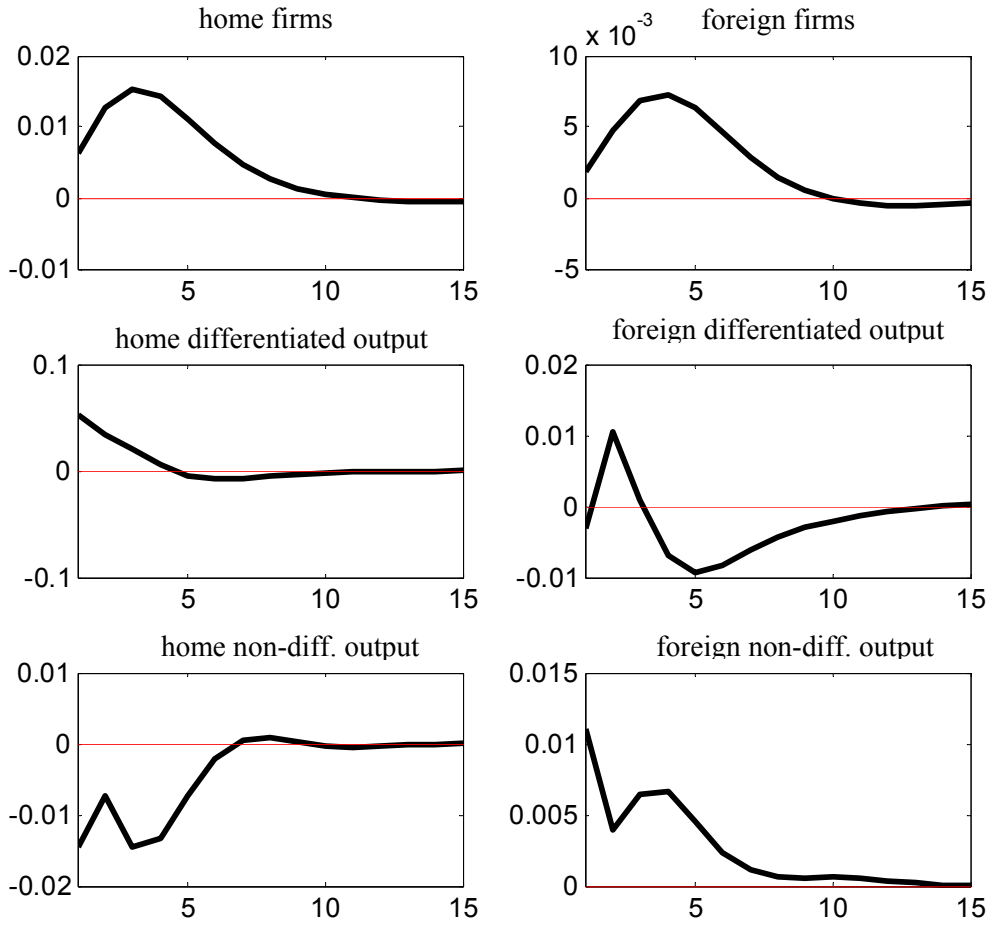 home firms
0.02
0.01
0
-0.01
5 10 15
foreign firms
x 10^-3
10
5
0
-5
5 10 15
home differentiated output
0.1
0
-0.1
5 10 15
foreign differentiated output
0.02
0.01
0
-0.01
5 10 15
home non-diff. output
0.01
0
-0.01
-0.02
5 10 15
foreign non-diff. output
0.015
0.01
0.005
0
5 10 15